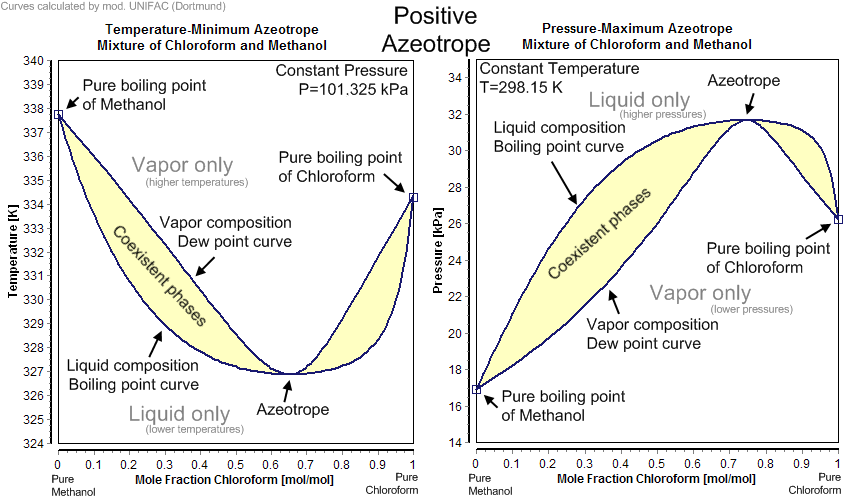 Curves calculated by mod. UNIFAC (Dortmund)
Positive
Azeotrope
Temperature-Minimum Azeotrope
Mixture of Chloroform and Methanol
340
339
338
337
336
335
334
333
332
331
330
329
328
327
326
325
324
Temperature [K]
Pure boiling point
of Methanol
Constant Pressure
P=101.325 kPa
Vapor only
(higher temperatures)
Pure boiling point
of Chloroform
Vapor composition
Dew point curve
Coexistent phases
Liquid composition
Boiling point curve
Liquid only
(lower temperatures)
Azeotrope
0 0.1 0.2 0.3 0.4 0.5 0.6 0.7 0.8 0.9 1
Mole Fraction Chloroform [mol/mol]
Pure
Methanol
Pure
Chloroform
Pressure-Maximum Azeotrope
Mixture of Chloroform and Methanol
34
32
30
28
26
24
22
20
18
16
14
Pressure [kPa]
Constant Temperature
T=298.15 K
Azeotrope
Liquid only
(higher pressures)
Liquid composition
Boiling point curve
Coexistent phases
Pure boiling point
of Chloroform
Vapor only
(lower pressures)
Vapor composition
Dew point curve
Pure boiling point
of Methanol
0 0.1 0.2 0.3 0.4 0.5 0.6 0.7 0.8 0.9 1
Mole Fraction Chloroform [mol/mol]
Pure
Methanol
Pure
Chloroform